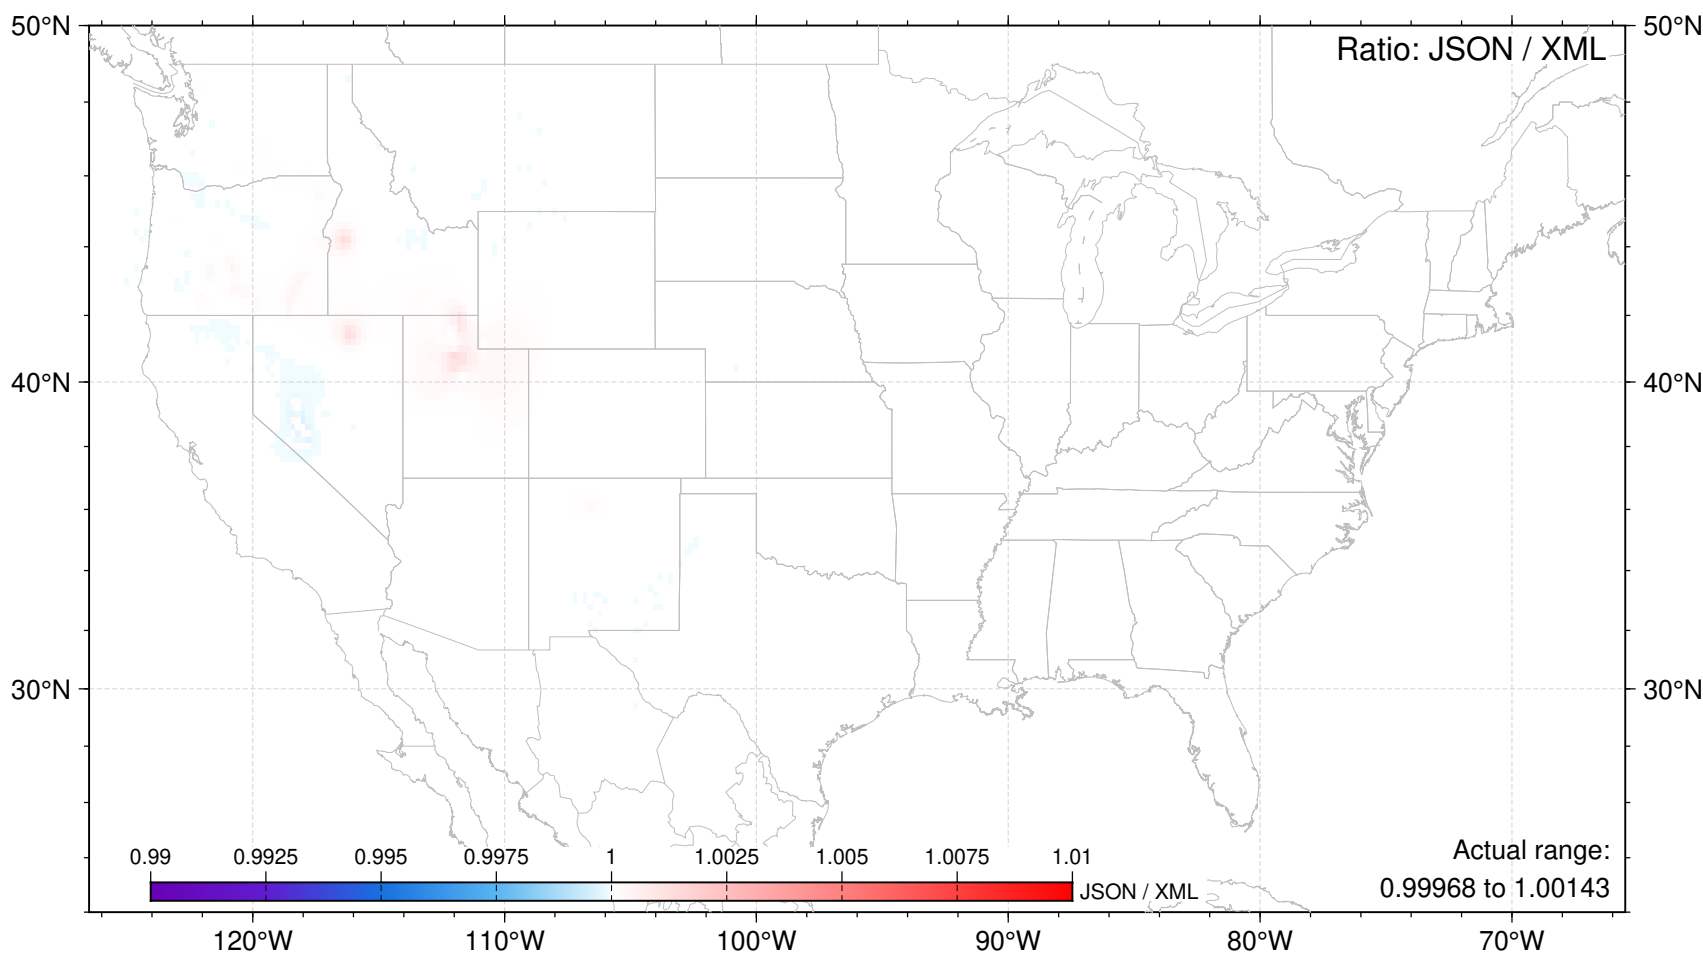 50°N
50°N
Ratio: JSON / XML
40°N
40°N
30°N
30°N
0.99 0.9925 0.995 0.9975 1 1.0025 1.005 1.0075 1.01
JSON / XML
Actual range:
0.99968 to 1.00143
120°W 110°W 100°W 90°W 80°W 70°W